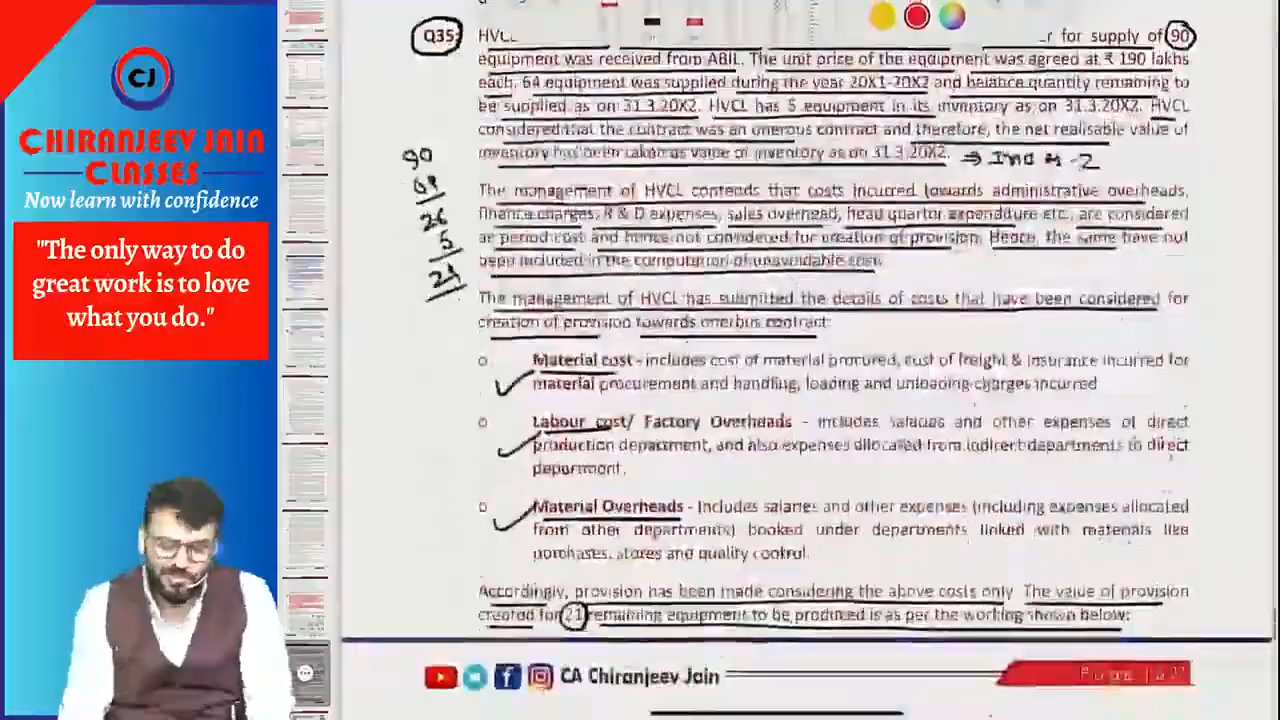 CJ
CHIRANJEEV JAIN
CLASSES
Now learn with confidence
"The only way to do
great work is to love
what you do."
Q35
HVCL for supply of 90
equipment was received from The unit price of the equipment was agreed at ₹ 190
each. 64 equipment were supplied during the year 20X1-20X2, and the balance remained to
be supplied as on 31.3.20X2. HVCL has 5 equipment in its inventory as on 31.3.20X2. HVCL
considered that the contract was an onerous contract and therefore, the net realizable value of
inventory has been taken as value of inventory as on 31.3.20X2. ⇒ Ind AS-2
90
64
26
5
21
The management of HVCL contends that costs incurred towards administrative overheads,
finance charges, R & D expenses, sales overhead, head quarter expenditure etc., are considered
as period cost and hence not considered for creation of provision. Hence the same have not
been included in the computation of unavoidable cost.
The management of HVCL has submitted the details of costs that have been considered for
creation of provision towards onerous contract:
o Material cost - includes cost of material procured, cost of freight & insurance incurred for
material procurement and handling, loading and unloading charges incurred
o Labour cost/ Factory Overheads - includes salaries and other expenses of direct
production department, and also expenses allocated from indirect departments to direct
department.
o Material Overheads - Includes salaries and other expenses including expenses allocated
from other departments booked under departments linked with materials like
purchases, stores and quality control.
Accordingly, provision has been made considering the above costs only. The value of provision
created for 21 remaining equipment to be produced is as per the working shown below:
CA Chiranjeev Jain